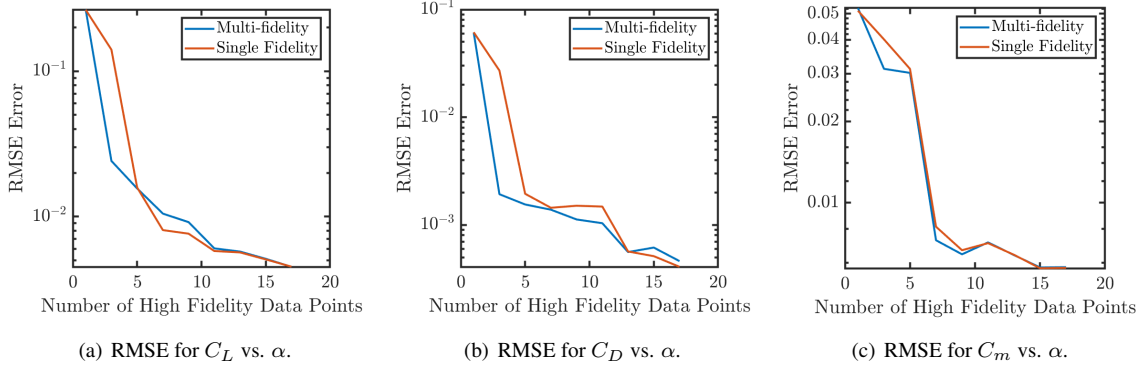 10^{-1}
10^{-2}
RMSE Error
Multi-fidelity
Single Fidelity
0 5 10 15 20
Number of High Fidelity Data Points
(a) RMSE for C_L vs. α.
10^{-1}
10^{-2}
10^{-3}
RMSE Error
Multi-fidelity
Single Fidelity
0 5 10 15 20
Number of High Fidelity Data Points
(b) RMSE for C_D vs. α.
0.05
0.04
0.03
0.02
0.01
RMSE Error
Multi-fidelity
Single Fidelity
0 5 10 15 20
Number of High Fidelity Data Points
(c) RMSE for C_m vs. α.